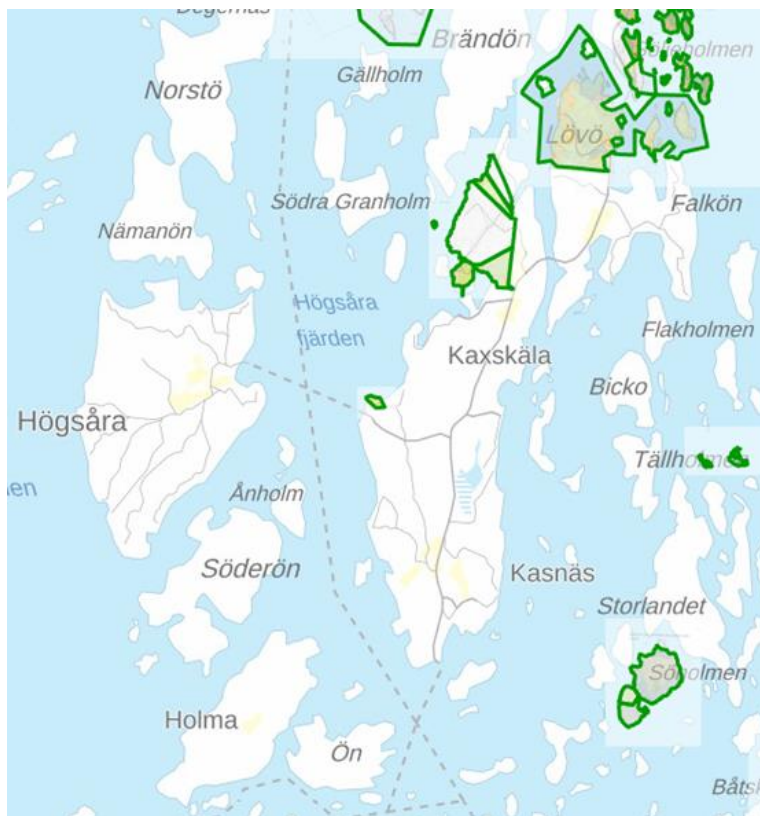 Norstö
Gällholm
Brändön
Lövö
Södra Granholm
Falkön
Nämanön
Högsåra
fjärden
Flakholmen
Kaxskäla
Bicko
Högsåra
Tällholmen
Ånholm
Söderön
Kasnäs
Storlandet
Söholmen
Holma
Ön